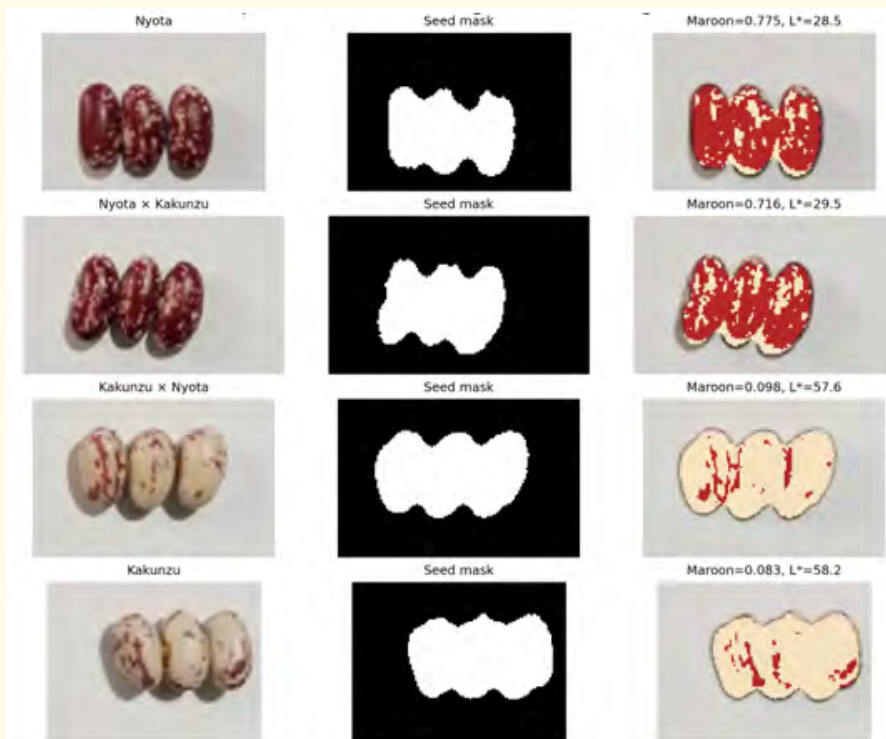 Nyota Seed mask Maroon=0.775, L*=28.5
Nyota × Kakunzu Seed mask Maroon=0.716, L*=29.5
Kakunzu × Nyota Seed mask Maroon=0.098, L*=57.6
Kakunzu Seed mask Maroon=0.083, L*=58.2